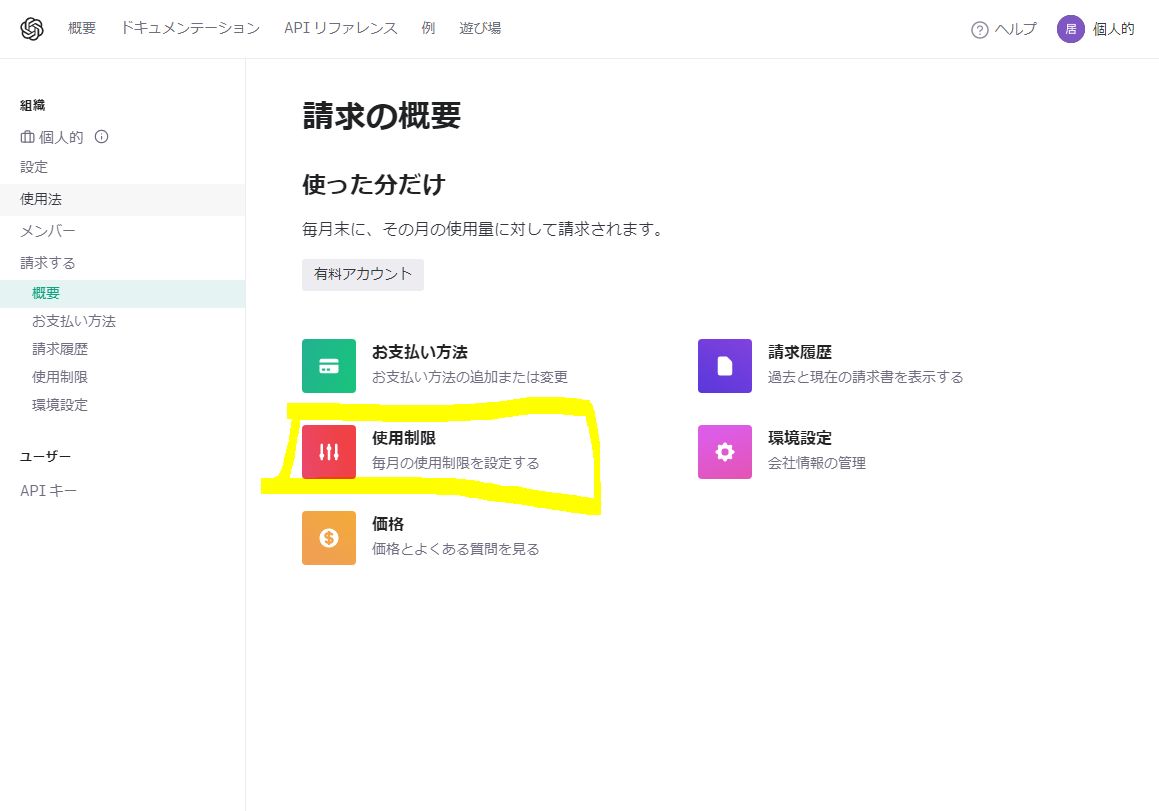 概要 ドキュメンテーション API リファレンス 例 遊び場
ヘルプ 居 個人的
組織
個人的
設定
使用法
メンバー
請求する
概要
お支払い方法
請求履歴
使用制限
環境設定
ユーザー
API キー
請求の概要
使った分だけ
毎月末に、その月の使用量に対して請求されます。
有料アカウント
お支払い方法
お支払い方法の追加または変更
請求履歴
過去と現在の請求書を表示する
使用制限
毎月の使用制限を設定する
環境設定
会社情報の管理
価格
価格とよくある質問を見る